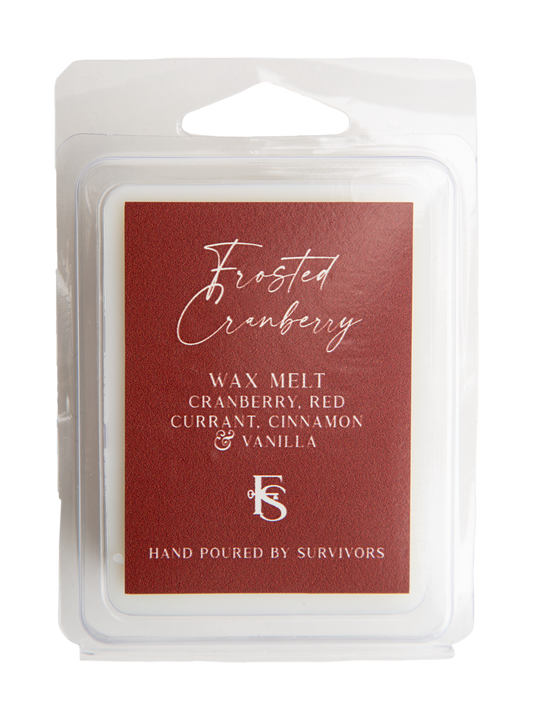 Frosted
Cranberry
WAX MELT
CRANBERRY, RED
CURRANT, CINNAMON
& VANILLA
FS
HAND POURED BY SURVIVORS